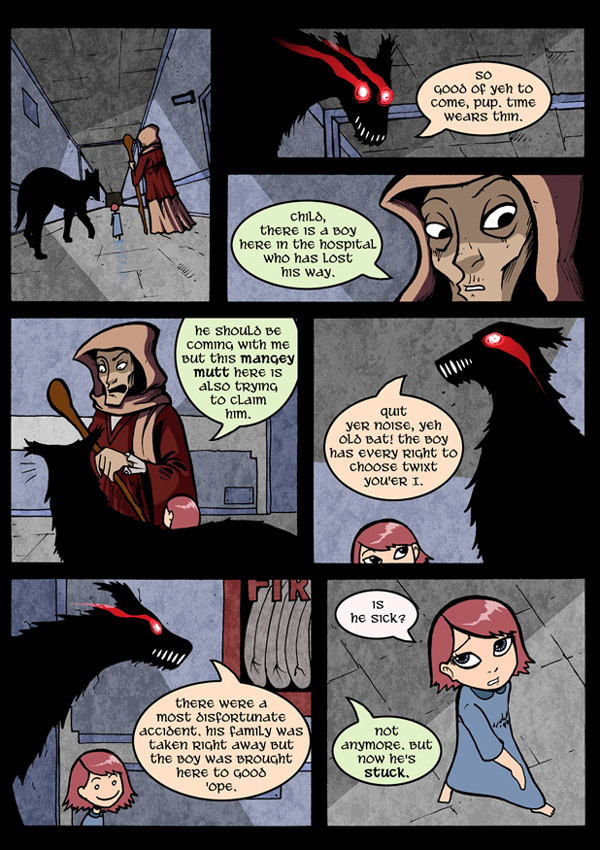 so
good of yeh to
come, pup. time
wears thin.
child,
there is a boy
here in the hospital
who has lost
his way.
he should be
coming with me
but this mangey
mutt here is
also trying
to claim
him.
quit
yer noise, yeh
old bat! the boy
has every right to
choose twixt
you'er I.
FIR
there were a
most disfortunate
accident. his family was
taken right away but
the boy was brought
here to good
'ope.
is
he sick?
not
anymore. but
now he's
stuck.